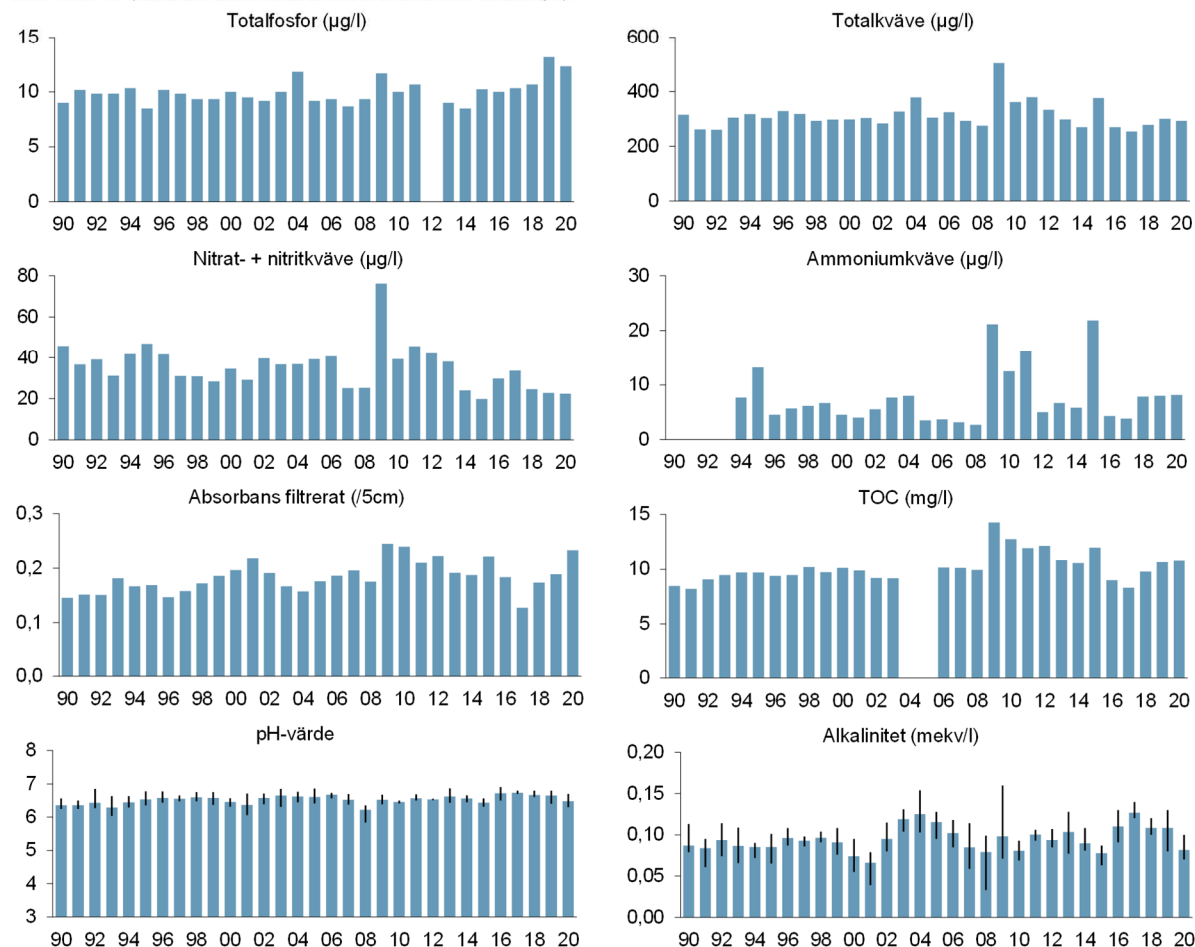 Totalfosfor (µg/l)
15
10
5
0
90 92 94 96 98 00 02 04 06 08 10 12 14 16 18 20
Totalkväve (µg/l)
600
400
200
0
90 92 94 96 98 00 02 04 06 08 10 12 14 16 18 20
Nitrat- + nitritkväve (µg/l)
80
60
40
20
0
90 92 94 96 98 00 02 04 06 08 10 12 14 16 18 20
Ammoniumkväve (µg/l)
30
20
10
0
90 92 94 96 98 00 02 04 06 08 10 12 14 16 18 20
Absorbans filtrerat (/5cm)
0,3
0,2
0,1
0,0
90 92 94 96 98 00 02 04 06 08 10 12 14 16 18 20
TOC (mg/l)
15
10
5
0
90 92 94 96 98 00 02 04 06 08 10 12 14 16 18 20
pH-värde
8
7
6
5
4
3
90 92 94 96 98 00 02 04 06 08 10 12 14 16 18 20
Alkalinitet (mekv/l)
0,20
0,15
0,10
0,05
0,00
90 92 94 96 98 00 02 04 06 08 10 12 14 16 18 20